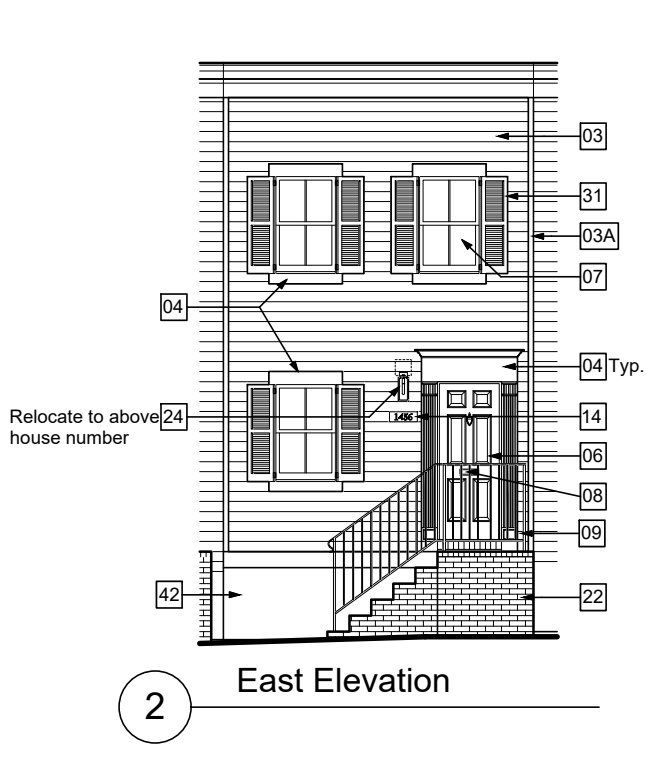 03
31
03A
07
04
04 Typ.
Relocate to above 24
house number
1456
14
06
08
09
42
22
East Elevation
2